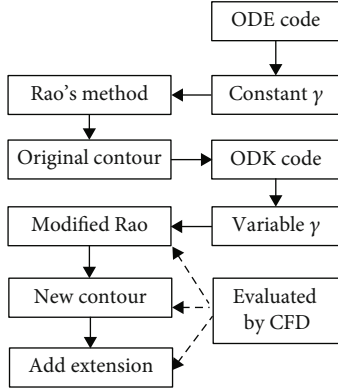 ODE code
Rao's method
Constant γ
Original contour
ODK code
Modified Rao
Variable γ
New contour
Evaluated
by CFD
Add extension